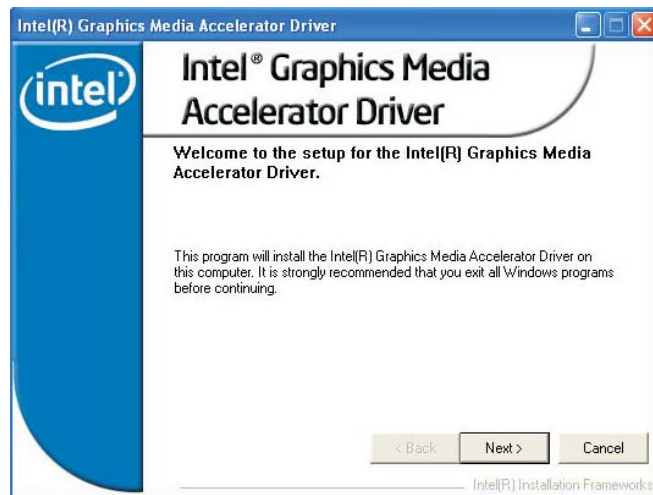 Intel(R) Graphics Media Accelerator Driver
intel®
Intel® Graphics Media
Accelerator Driver
Welcome to the setup for the Intel(R) Graphics Media
Accelerator Driver.
This program will install the Intel(R) Graphics Media Accelerator Driver on
this computer. It is strongly recommended that you exit all Windows programs
before continuing.
< Back
Next >
Cancel
Intel(R) Installation Frameworks